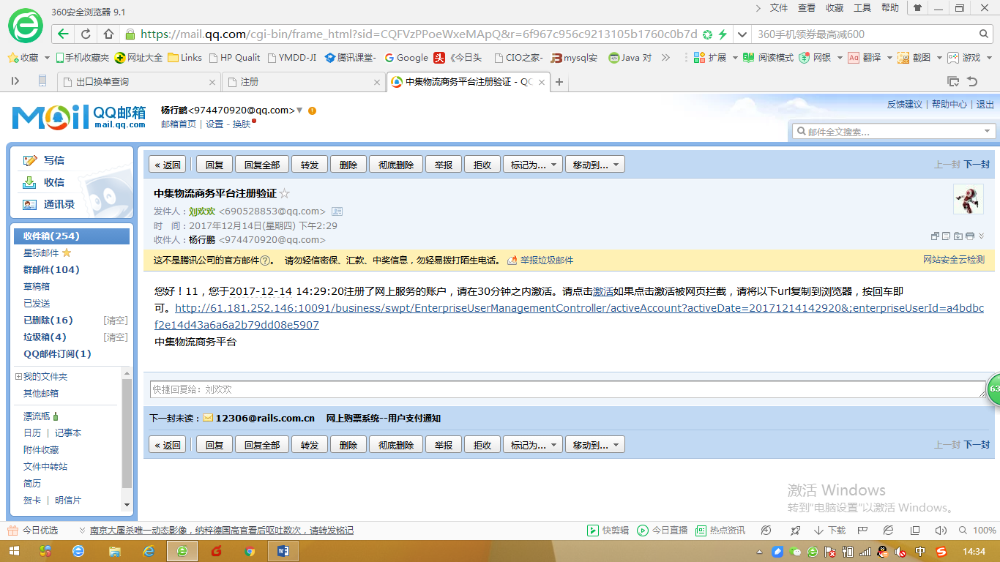 360安全浏览器 9.1
文件 查看 收藏 工具 帮助
https://mail.qq.com/cgi-bin/frame_html?sid=CQFVzPPoeWxeMApQ&r=6f967c956c9213105b1760c0b7d
360手机领券最高减600
收藏 手机收藏夹 网址大全 Links HP Qualit YMDD-JI 腾讯课堂- Google 《今日头 CIO之家- mysql安 Java 对 扩展 阅读模式 网银 翻译 截图 游戏
出口换单查询 注册 中集物流商务平台注册验证 - QQ
Mail QQ邮箱 mail.qq.com
杨行鹏<974470920@qq.com>
邮箱首页 | 设置 - 换肤
反馈建议 | 帮助中心 | 退出
邮件全文搜索...
写信
收信
通讯录
收件箱(254)
星标邮件
群邮件(104)
草稿箱
已发送
已删除(16) [清空]
垃圾箱(4) [清空]
QQ邮件订阅(1)
我的文件夹
其他邮箱
漂流瓶
日历 | 记事本
附件收藏
文件中转站
简历
贺卡 | 明信片
« 返回 回复 回复全部 转发 删除 彻底删除 举报 拒收 标记为... 移动到... 上一封 下一封
中集物流商务平台注册验证
发件人：刘欢欢 <690528853@qq.com>
时 间：2017年12月14日(星期四) 下午2:29
收件人：杨行鹏 <974470920@qq.com>
这不是腾讯公司的官方邮件?。 请勿轻信密保、汇款、中奖信息，勿轻易拨打陌生电话。 举报垃圾邮件 网站安全云检测
您好！11，您于2017-12-14 14:29:20注册了网上服务的账户，请在30分钟之内激活。请点击激活如果点击激活被网页拦截，请将以下url复制到浏览器，按回车即
可。http://61.181.252.146:10091/business/swpt/EnterpriseUserManagementController/activeAccount?activeDate=20171214142920&;enterpriseUserId=a4bdbc
f2e14d43a6a6a2b79dd08e5907
中集物流商务平台
快捷回复给：刘欢欢
63
下一封未读：12306@rails.com.cn 网上购票系统--用户支付通知
« 返回 回复 回复全部 转发 删除 彻底删除 举报 拒收 标记为... 移动到... 上一封 下一封
激活 Windows
转到“电脑设置”以激活 Windows。
今日优选 南京大屠杀唯一动态影像，纳粹德国高官看后呕吐数次，请转发铭记 快剪辑 今日直播 热点资讯 下载 100%
中 14:34